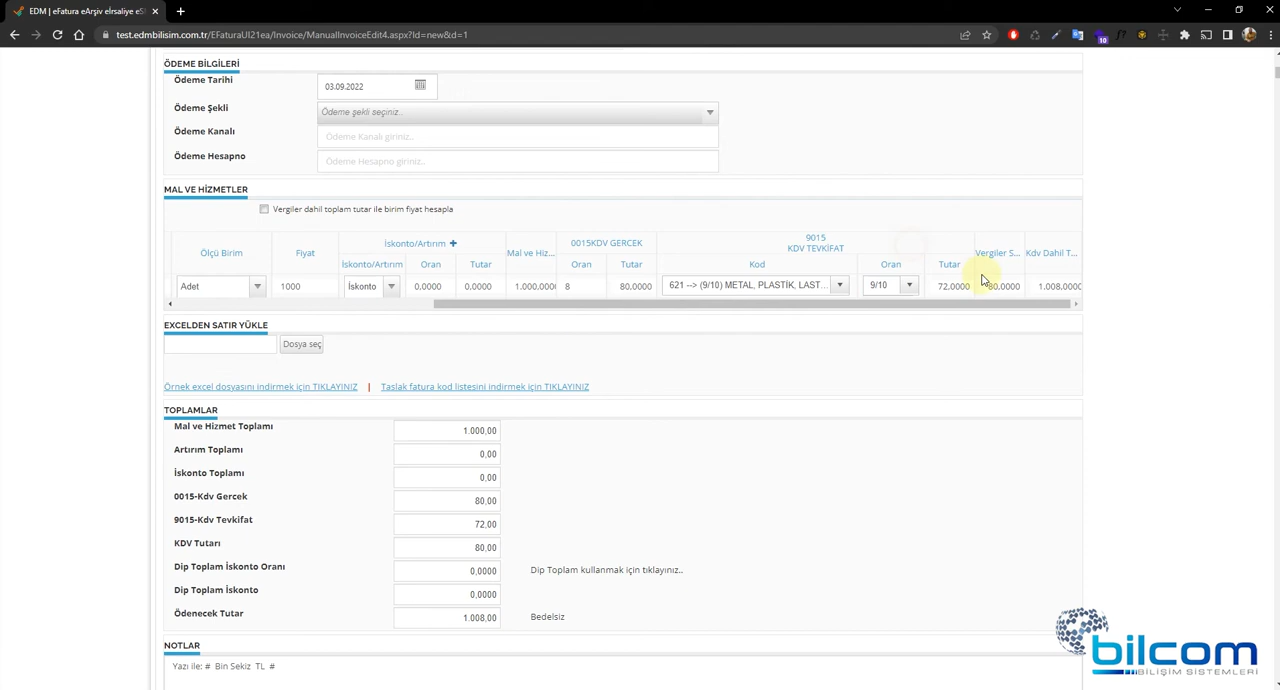 EDM | eFatura eArşiv eİrsaliye eS
test.edmbilisim.com.tr/EFaturaUI21ea/Invoice/ManualInvoiceEdit4.aspx?Id=new&d=1
10
ÖDEME BİLGİLERİ
Ödeme Tarihi
03.09.2022
Ödeme Şekli
Ödeme şekli seçiniz..
Ödeme Kanalı
Ödeme Kanalı giriniz..
Ödeme Hesapno
Ödeme Hesapno giriniz..
MAL VE HİZMETLER
Vergiler dahil toplam tutar ile birim fiyat hesapla
Ölçü Birim Fiyat İskonto/Artırım + Mal ve Hiz... 0015KDV GERCEK 9015 KDV TEVKİFAT Vergiler S... Kdv Dahil T...
İskonto/Artırım Oran Tutar Oran Tutar Kod Oran Tutar
Adet 1000 İskonto 0,0000 0,0000 1.000,0000 8 80,0000 621 --> (9/10) METAL, PLASTİK, LAST... 9/10 72,0000 80,0000 1.008,0000
EXCELDEN SATIR YÜKLE
Dosya seç
Örnek excel dosyasını indirmek için TIKLAYINIZ | Taslak fatura kod listesini indirmek için TIKLAYINIZ
TOPLAMLAR
Mal ve Hizmet Toplamı 1.000,00
Artırım Toplamı 0,00
İskonto Toplamı 0,00
0015-Kdv Gercek 80,00
9015-Kdv Tevkifat 72,00
KDV Tutarı 80,00
Dip Toplam İskonto Oranı 0,0000 Dip Toplam kullanmak için tıklayınız..
Dip Toplam İskonto 0,0000
Ödenecek Tutar 1.008,00 Bedelsiz
NOTLAR
Yazı ile: # Bin Sekiz TL #
bilcom
BİLİŞİM SİSTEMLERİ